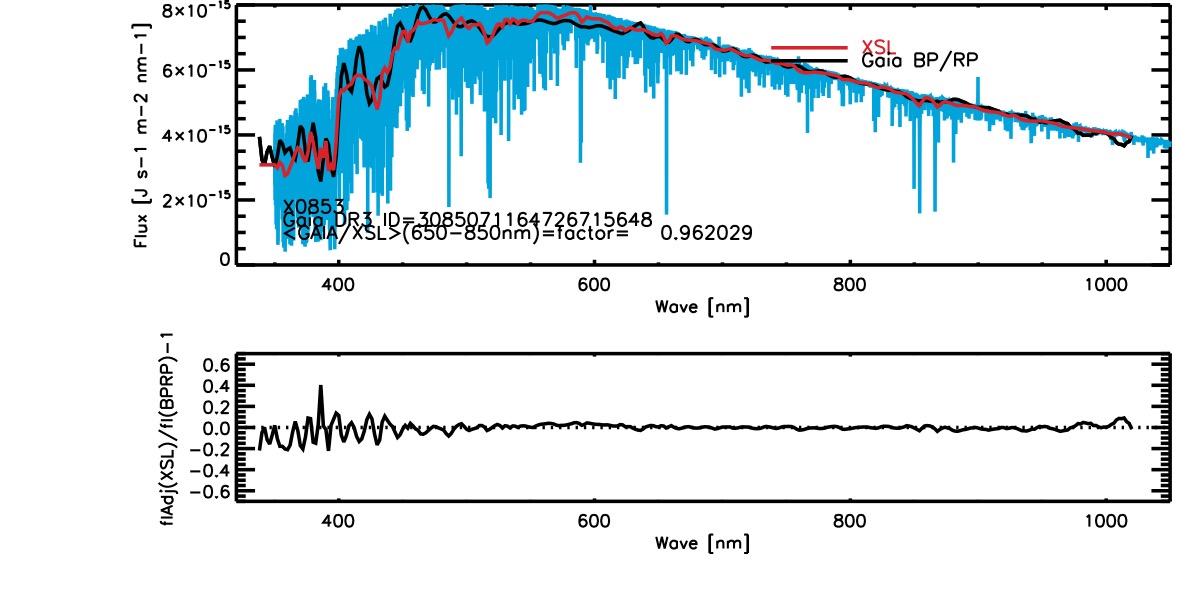 8×10−15
6×10−15
4×10−15
2×10−15
0
Flux [J s−1 m−2 nm−1]
XSL
Gaia BP/RP
X0853
Gaia DR3 ID=3085071164726715648
<GAIA/XSL>(650−850nm)=factor= 0.962029
400 600 800 1000
Wave [nm]
0.6
0.4
0.2
0.0
−0.2
−0.4
−0.6
flAdj(XSL)/fl(BPRP)−1
400 600 800 1000
Wave [nm]